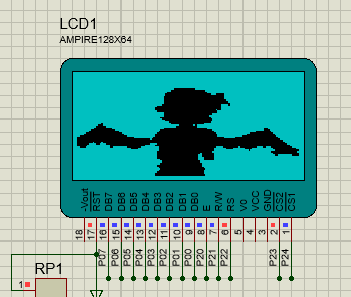 LCD1
AMPIRE128X64
-Vout
RST
DB7
DB6
DB5
DB4
DB3
DB2
DB1
DB0
E
R/W
RS
V0
VCC
GND
CS2
CS1
18
17
16
15
14
13
12
11
10
9
8
7
6
5
4
3
2
1
P07
P06
P05
P04
P03
P02
P01
P00
P20
P21
P22
P23
P24
RP1
1